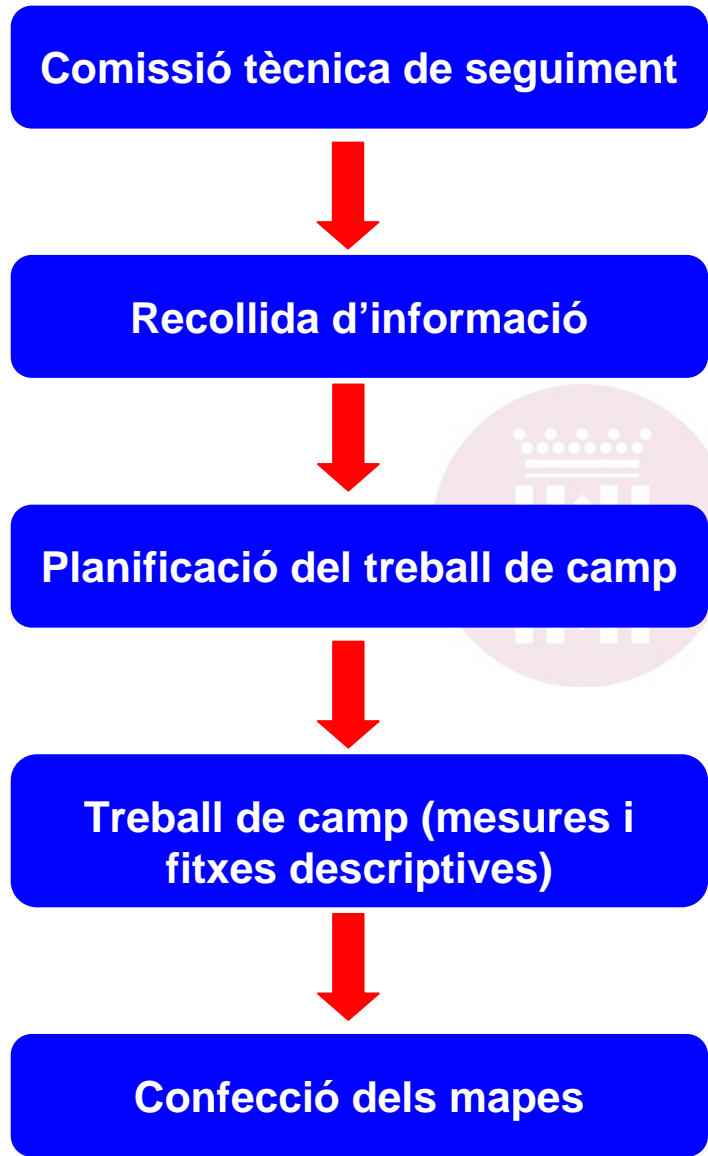 Comissió tècnica de seguiment
Recollida d’informació
Planificació del treball de camp
Treball de camp (mesures i
fitxes descriptives)
Confecció dels mapes